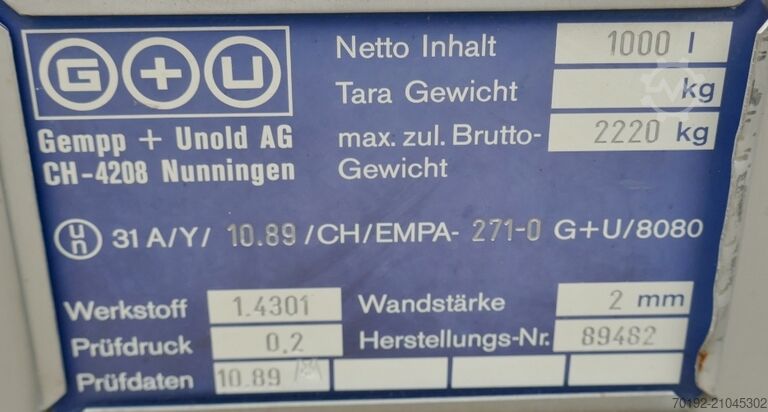 G+U
Gempp + Unold AG
CH-4208 Nunningen
Netto Inhalt 1000 l
Tara Gewicht kg
max. zul. Brutto- 2220 kg
Gewicht
un 31 A/Y/ 10.89 /CH/EMPA- 271-0 G+U/8080
Werkstoff 1.4301 Wandstärke 2 mm
Prüfdruck 0,2 Herstellungs-Nr. 89482
Prüfdaten 10.89
70192-21045302